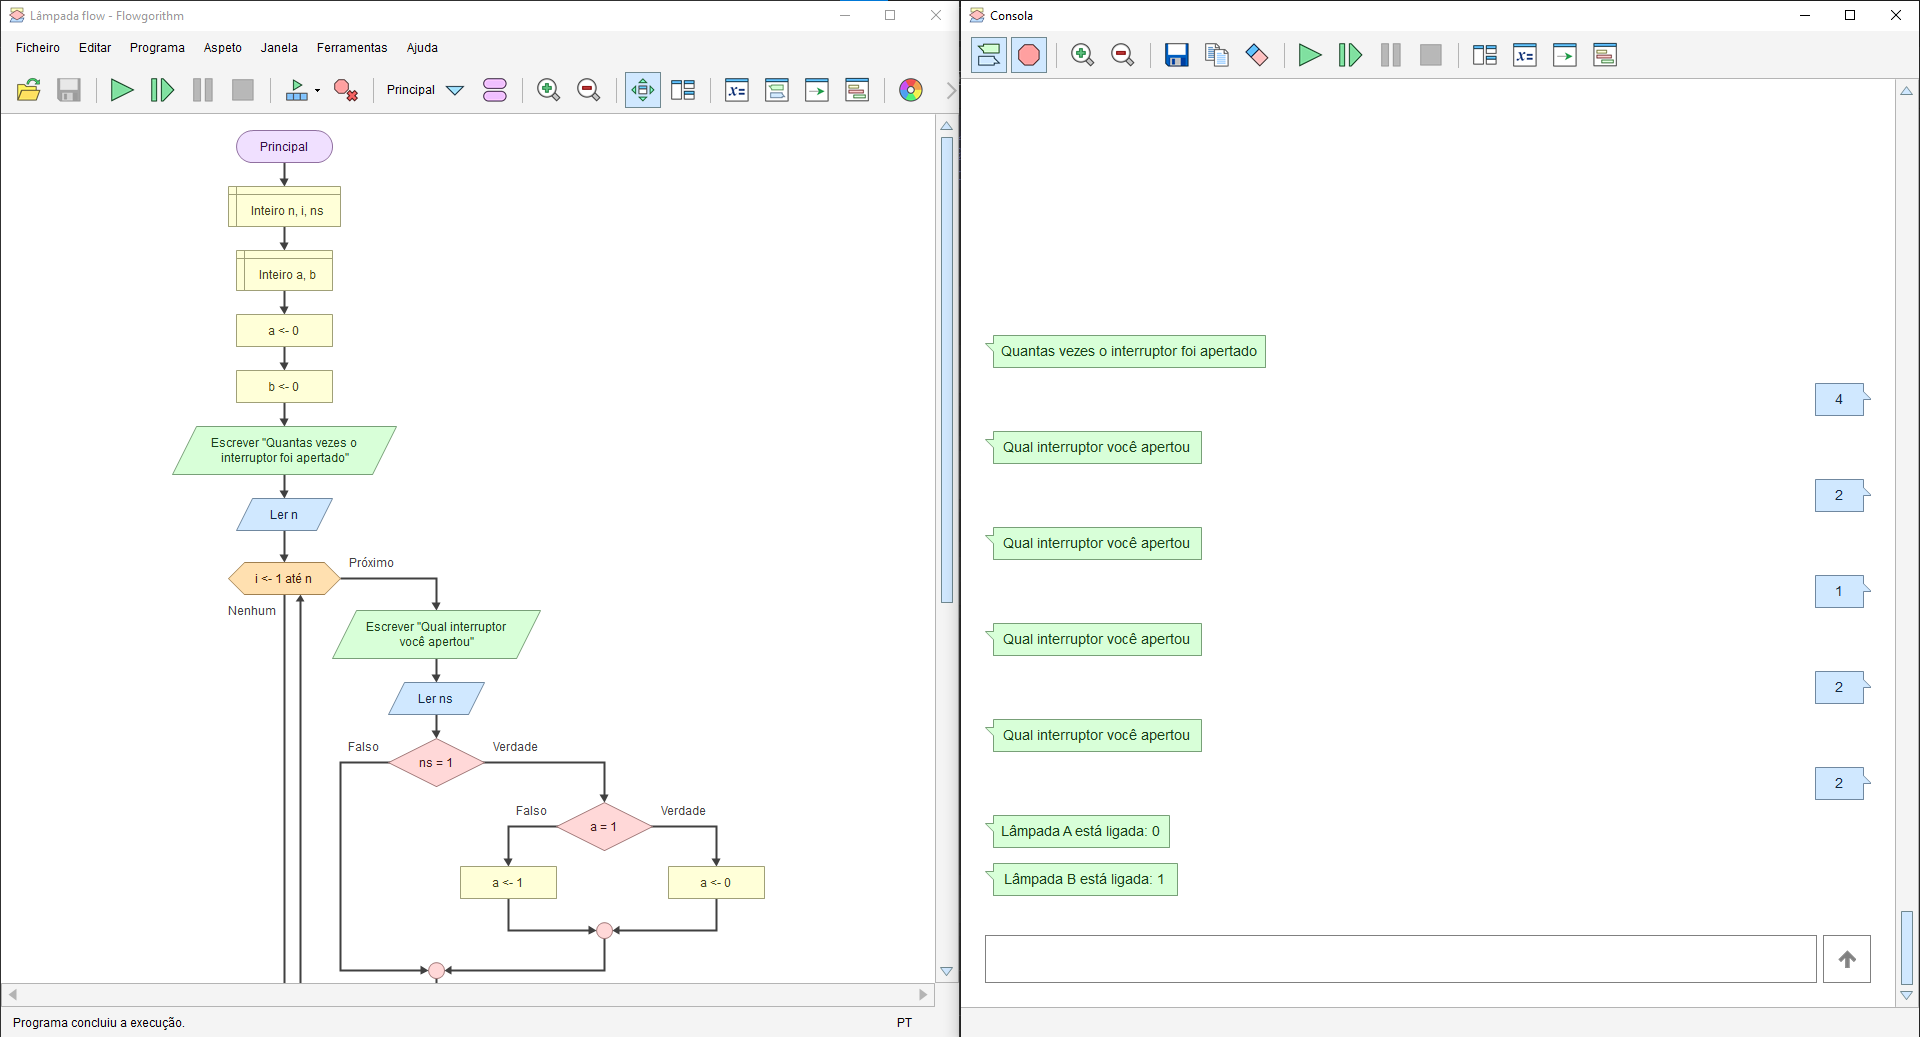 Lâmpada flow - Flowgorithm
Ficheiro Editar Programa Aspeto Janela Ferramentas Ajuda
Principal
Principal
Inteiro n, i, ns
Inteiro a, b
a <- 0
b <- 0
Escrever "Quantas vezes o
interruptor foi apertado"
Ler n
i <- 1 até n
Próximo
Nenhum
Escrever "Qual interruptor
você apertou"
Ler ns
Falso
Verdade
ns = 1
Falso
Verdade
a = 1
a <- 1
a <- 0
Programa concluiu a execução.
PT
Consola
x=
x=
Quantas vezes o interruptor foi apertado
4
Qual interruptor você apertou
2
Qual interruptor você apertou
1
Qual interruptor você apertou
2
Qual interruptor você apertou
2
Lâmpada A está ligada: 0
Lâmpada B está ligada: 1